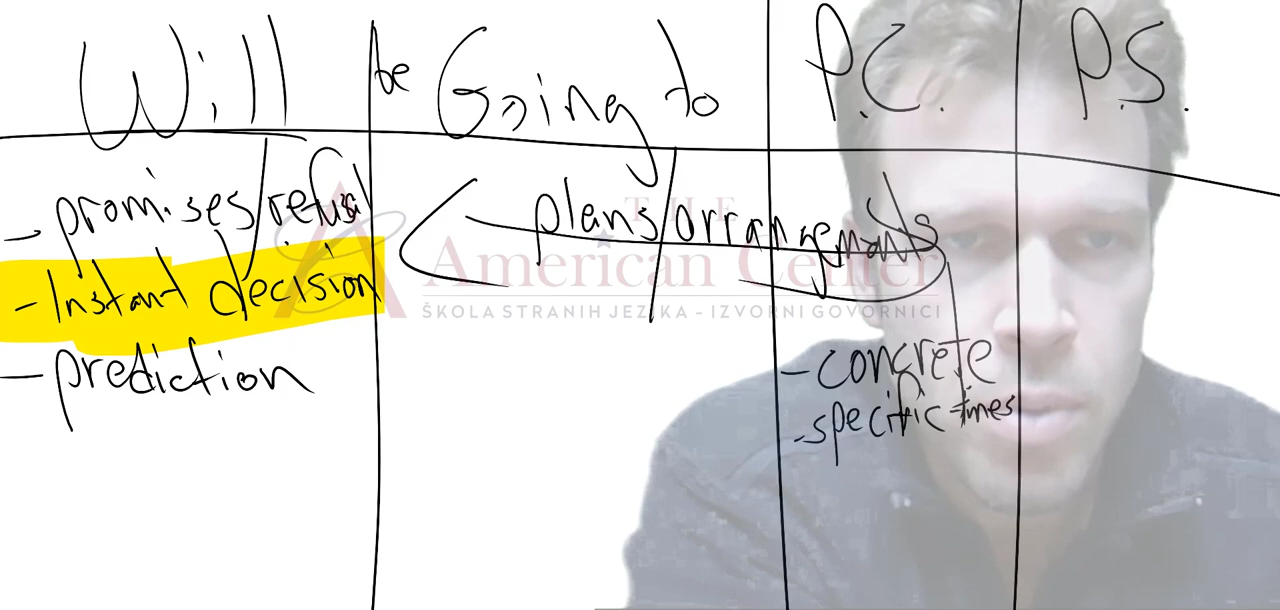 Will
be Going to
P.C.
P.S.
- promises/refusal
- Instant decision
- prediction
- plans/arrangements
- concrete
- specific times
THE
American Center
ŠKOLA STRANIH JEZIKA - IZVORNI GOVORNICI